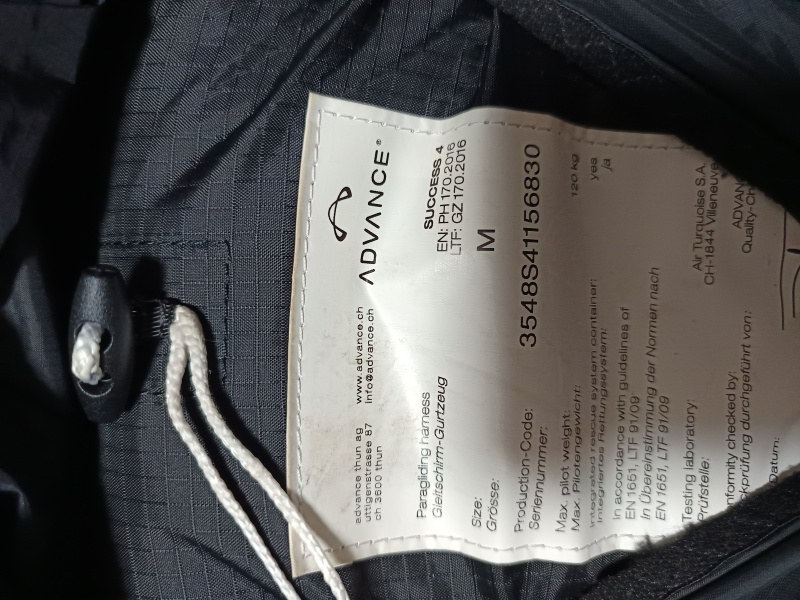 advance thun ag
uttigenstrasse 87
ch 3600 thun
www.advance.ch
info@advance.ch
ADVANCE®
Paragliding harness SUCCESS 4
Gleitschirm-Gurtzeug EN: PH 170.2016
LTF: GZ 170.2016
Size: M
Grösse:
Production-Code: 3548S41156830
Seriennummer:
Max. pilot weight: 120 kg
Max. Pilotengewicht:
Integrated rescue system container: yes
Integriertes Rettungssystem: ja
In accordance with guidelines of
EN 1651, LTF 91/09
In Übereinstimmung der Normen nach
EN 1651, LTF 91/09
Testing laboratory: Air Turquoise S.A.
Prüfstelle: CH-1844 Villeneuve
nformity checked by: ADVAN
ckprüfung durchgeführt von: Quality-Ch
Datum: